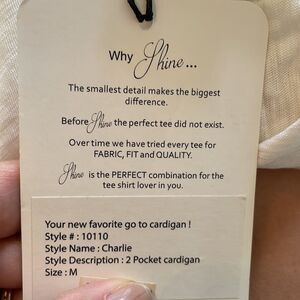 Why Shine...
The smallest detail makes the biggest
difference.
Before Shine the perfect tee did not exist.
Over time we have tried every tee for
FABRIC, FIT and QUALITY.
Shine is the PERFECT combination for the
tee shirt lover in you.
Your new favorite go to cardigan !
Style # : 10110
Style Name : Charlie
Style Description : 2 Pocket cardigan
Size : M